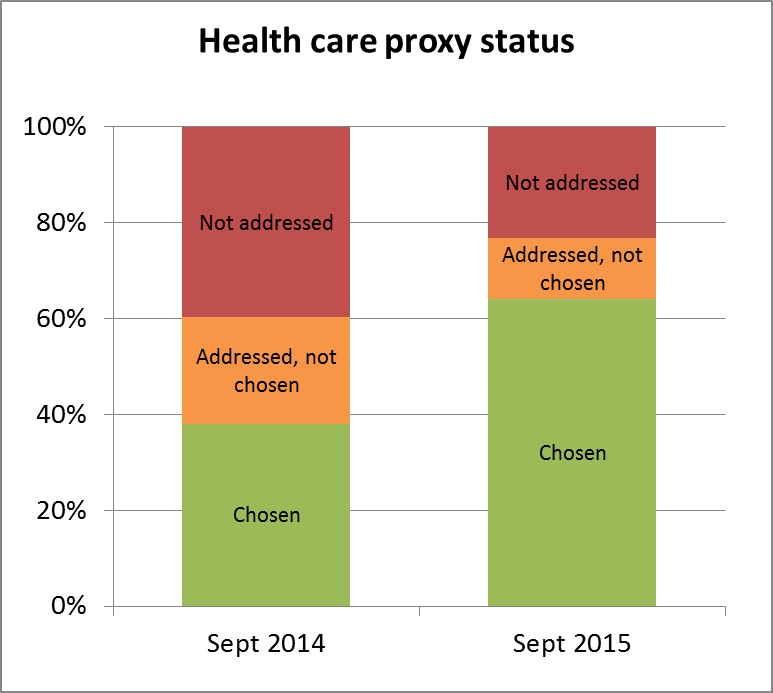 Health care proxy status
100%
80%
60%
40%
20%
0%
Not addressed
Addressed, not
chosen
Chosen
Not addressed
Addressed, not
chosen
Chosen
Sept 2014
Sept 2015